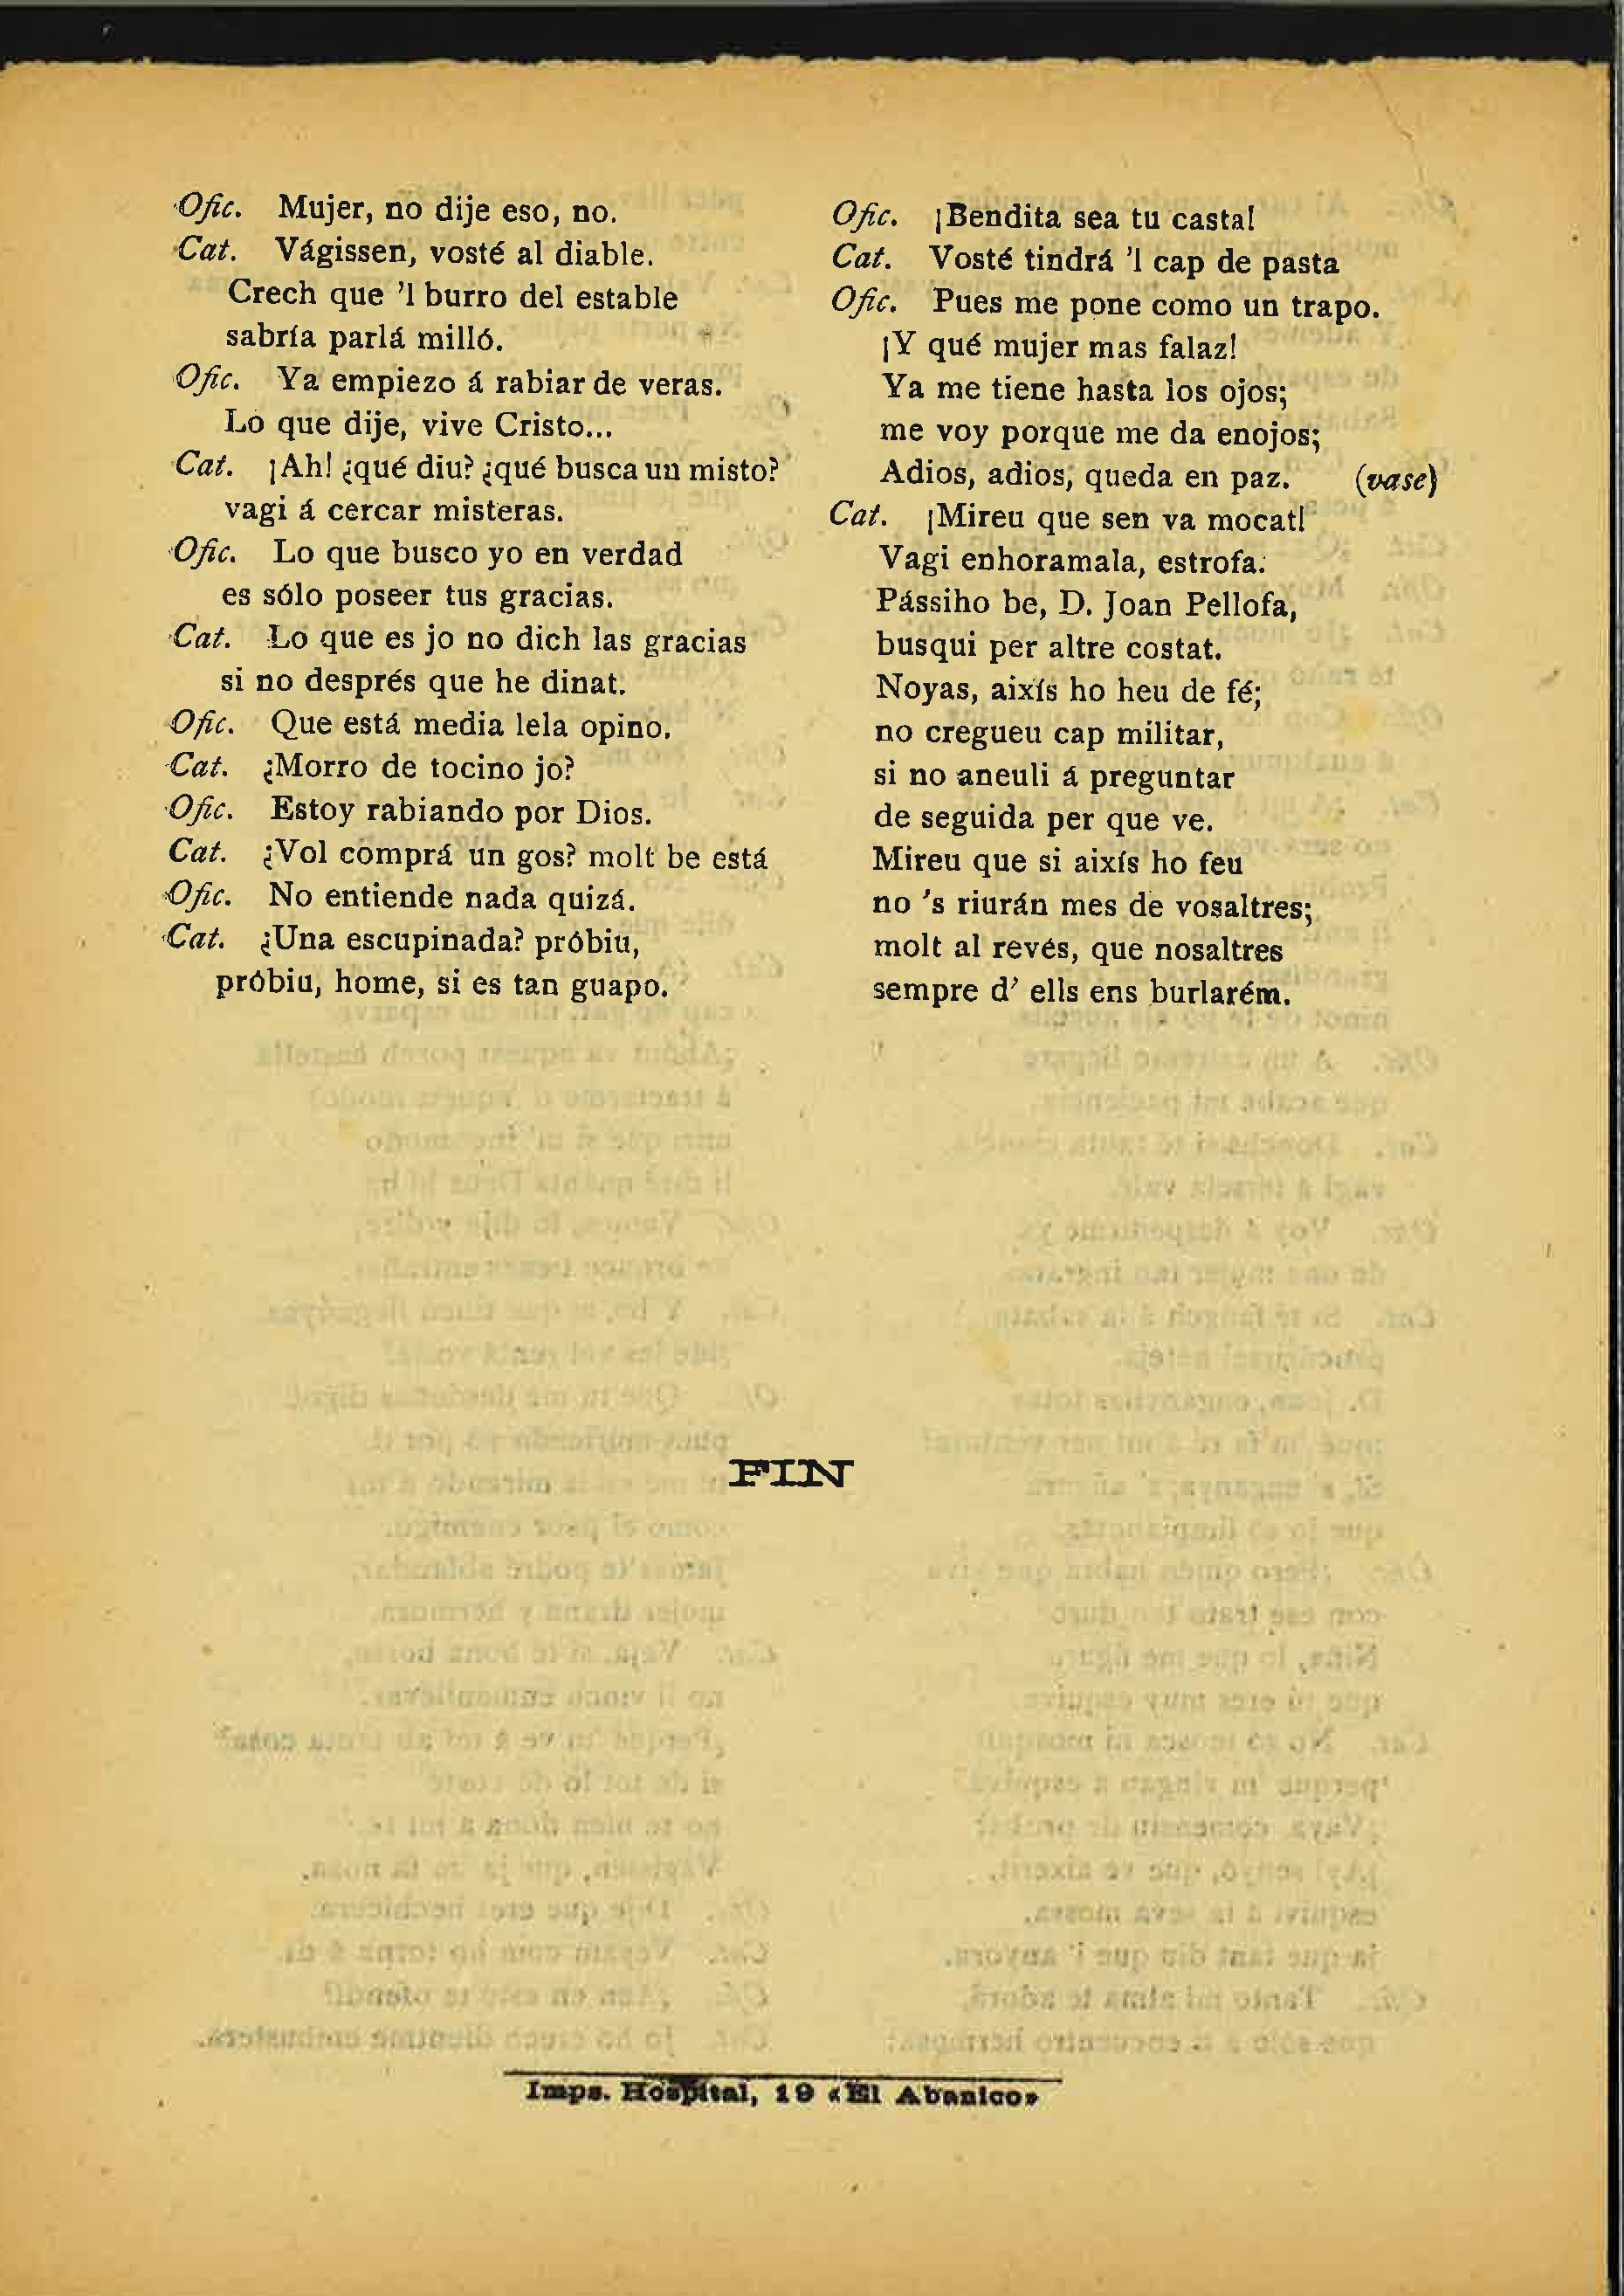 Ofic. Mujer, no dije eso, no.
Cat. Vágissen, vosté al diable.
Crech que 'l burro del estable
sabría parlá milló.
Ofic. Ya empiezo á rabiar de veras.
Lo que dije, vive Cristo...
Cat. ¡Ah! ¿qué diu? ¿qué busca un misto?
vagi á cercar misteras.
Ofic. Lo que busco yo en verdad
es sólo poseer tus gracias.
Cat. Lo que es jo no dich las gracias
si no després que he dinat.
Ofic. Que está media lela opino.
Cat. ¿Morro de tocino jo?
Ofic. Estoy rabiando por Dios.
Cat. ¿Vol comprá un gos? molt be está
Ofic. No entiende nada quizá.
Cat. ¿Una escupinada? próbiu,
próbiu, home, si es tan guapo.
Ofic. ¡Bendita sea tu casta!
Cat. Vosté tindrá 'l cap de pasta
Ofic. Pues me pone como un trapo.
¡Y qué mujer mas falaz!
Ya me tiene hasta los ojos;
me voy porque me da enojos;
Adios, adios, queda en paz. (vase)
Cat. ¡Mireu que sen va mocat!
Vagi enhoramala, estrofa.
Pássiho be, D. Joan Pellofa,
busqui per altre costat.
Noyas, aixís ho heu de fé;
no cregueu cap militar,
si no aneuli á preguntar
de seguida per que ve.
Mireu que si aixís ho feu
no 's riurán mes de vosaltres;
molt al revés, que nosaltres
sempre d' ells ens burlarém.
FIN
Imps. Hospital, 19 «El Abanico»